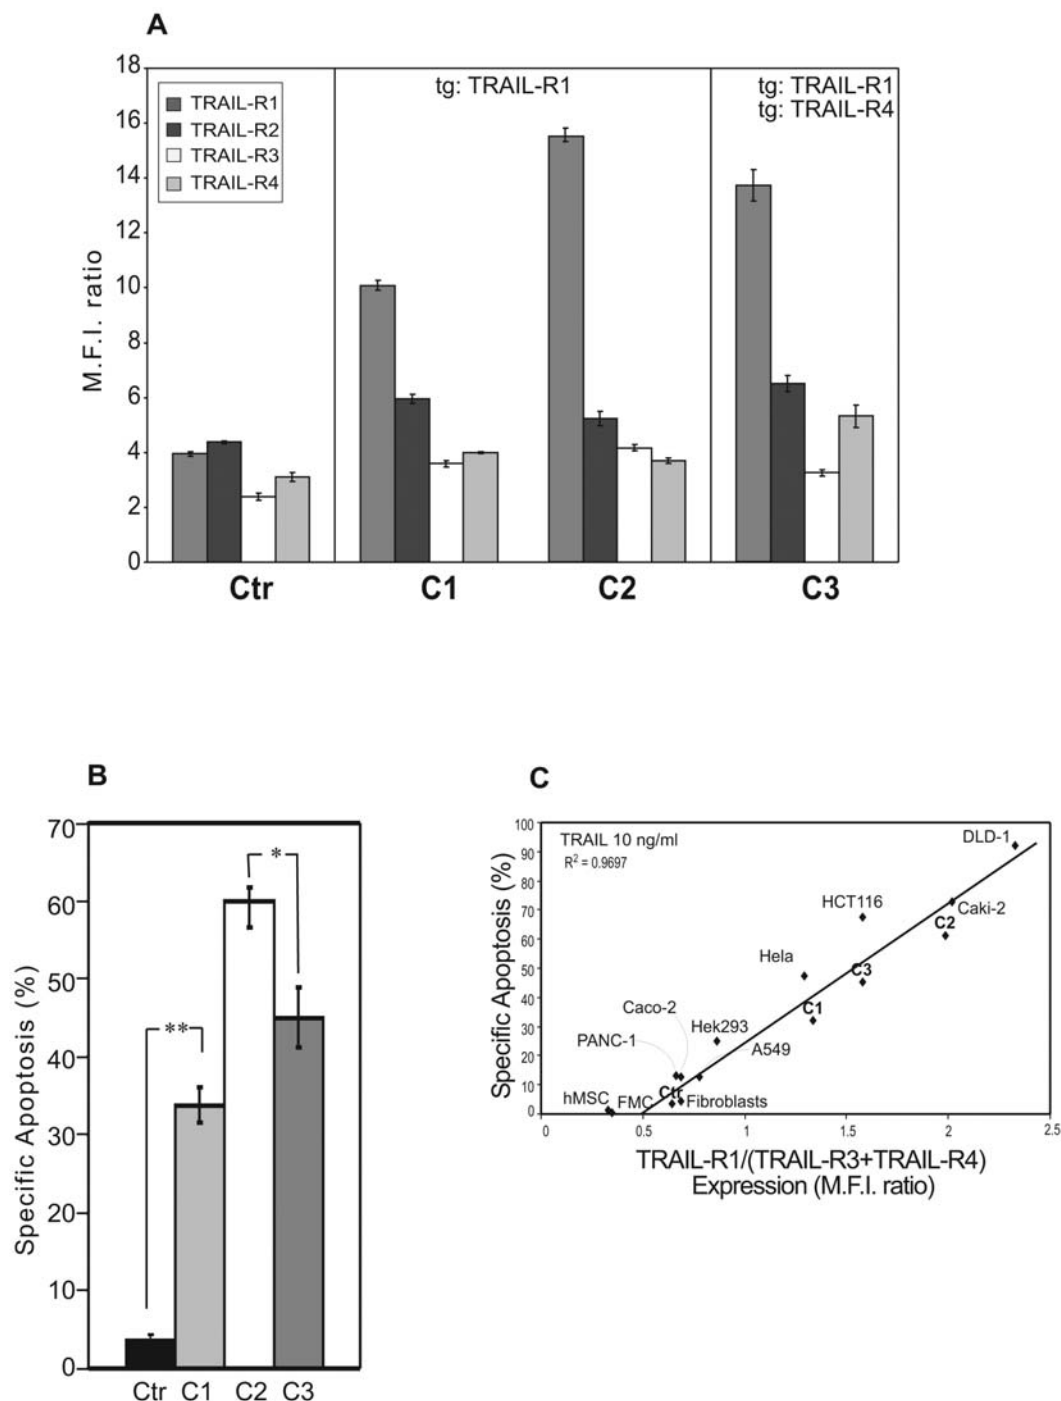 A
18
16
14
12
10
8
6
4
2
0
M.F.I. ratio
TRAIL-R1
TRAIL-R2
TRAIL-R3
TRAIL-R4
tg: TRAIL-R1
tg: TRAIL-R1
tg: TRAIL-R4
Ctr C1 C2 C3
B
70
60
50
40
30
20
10
0
Specific Apoptosis (%)
**
*
Ctr C1 C2 C3
C
100
90
80
70
60
50
40
30
20
10
0
Specific Apoptosis (%)
TRAIL 10 ng/ml
R² = 0.9697
DLD-1
HCT116
Caki-2
C2
Hela
C3
Caco-2
C1
Hek293
PANC-1
A549
Ctr
hMSC
FMC
Fibroblasts
0 0.5 1 1.5 2 2.5
TRAIL-R1/(TRAIL-R3+TRAIL-R4)
Expression (M.F.I. ratio)